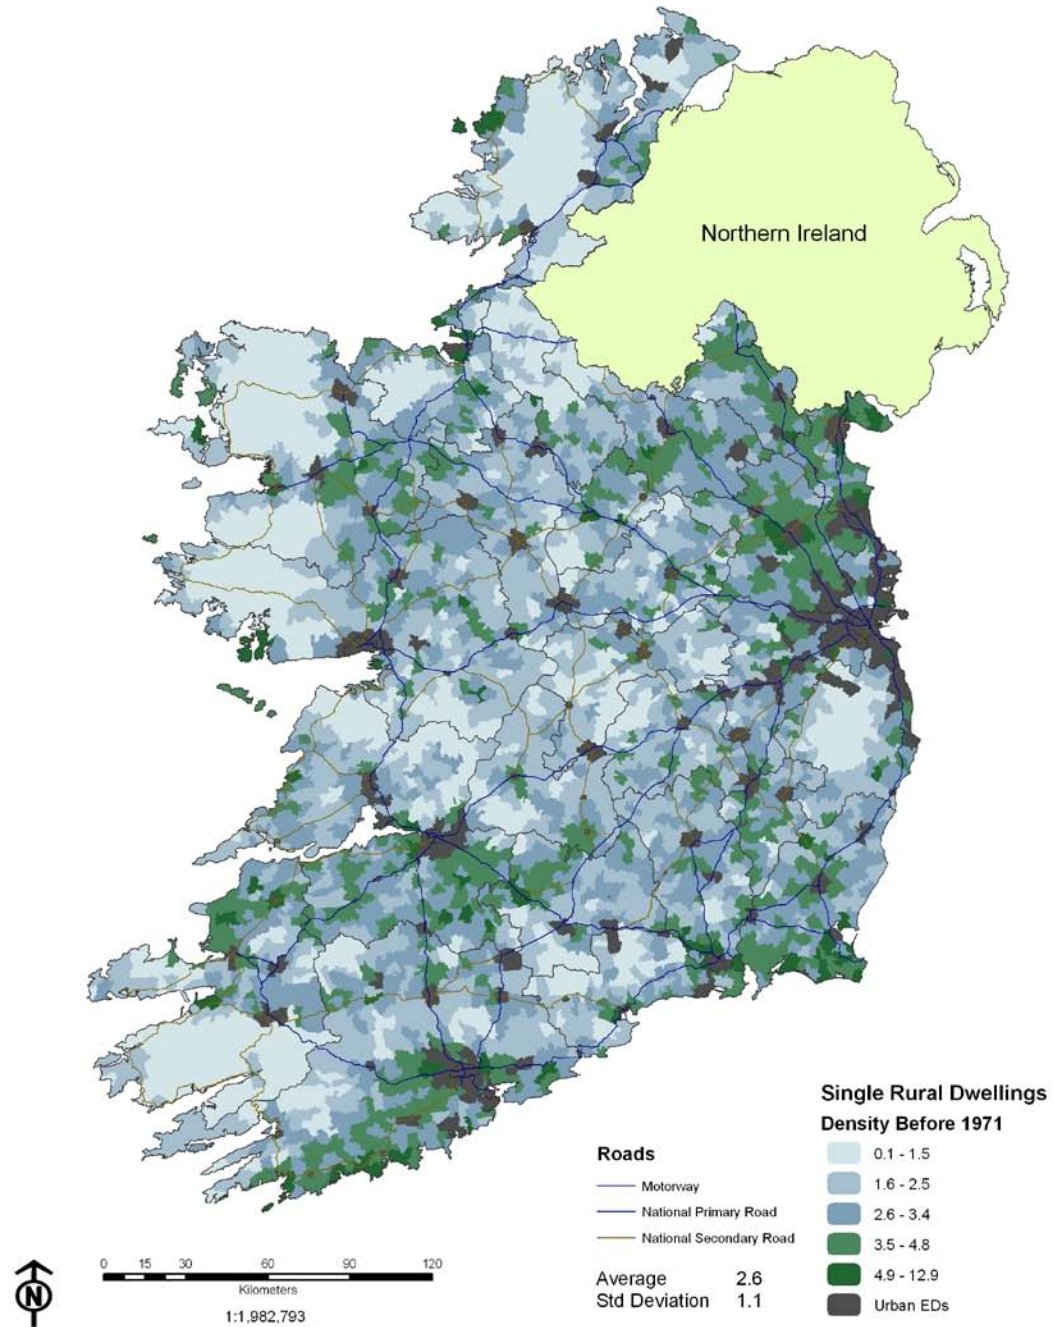 Northern Ireland
Single Rural Dwellings
Density Before 1971
0.1 - 1.5
1.6 - 2.5
2.6 - 3.4
3.5 - 4.8
4.9 - 12.9
Urban EDs
Roads
Motorway
National Primary Road
National Secondary Road
Average 2.6
Std Deviation 1.1
N
0 15 30 60 90 120
Kilometers
1:1,982,793